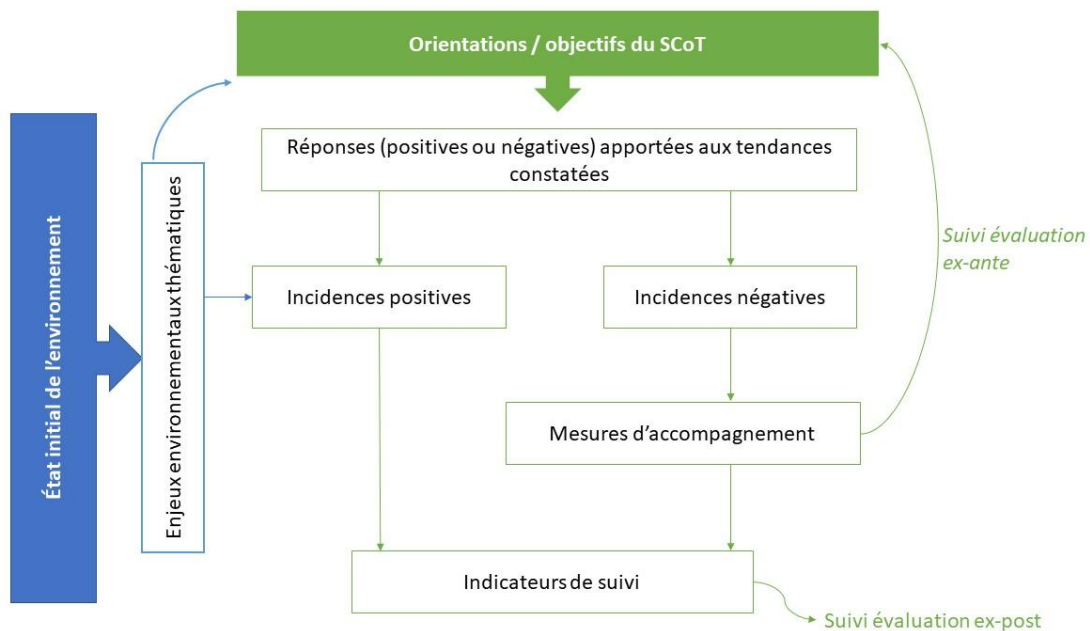 Orientations / objectifs du SCoT
Réponses (positives ou négatives) apportées aux tendances
constatées
État initial de l'environnement
Enjeux environnementaux thématiques
Incidences positives
Incidences négatives
Suivi évaluation
ex-ante
Mesures d'accompagnement
Indicateurs de suivi
Suivi évaluation ex-post